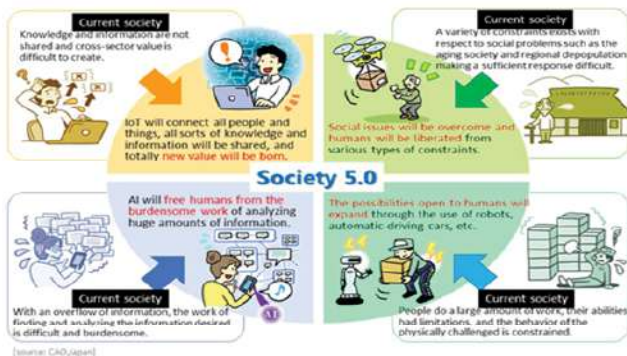 Current society
Knowledge and information are not
shared and cross-sector value is
difficult to create.
IoT will connect all people and
things, all sorts of knowledge and
information will be shared, and
totally new value will be born.
Current society
A variety of constraints exists with
respect to social problems such as the
aging society and regional depopulation
making a sufficient response difficult.
Social issues will be overcome and
humans will be liberated from
various types of constraints.
Society 5.0
AI will free humans from the
burdensome work of analyzing
huge amounts of information.
AI
Current society
With an overflow of information, the work of
finding and analyzing the information desired
is difficult and burdensome.
The possibilities open to humans will
expand through the use of robots,
automatic driving cars, etc.
Current society
People do a large amount of work, their abilities
had limitations, and the behavior of the
physically challenged is constrained.
[source: CAO,Japan]